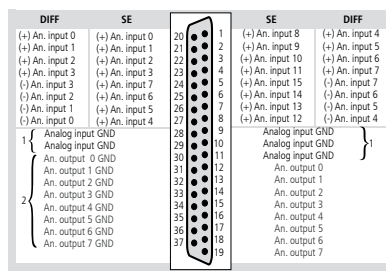 DIFF SE SE DIFF
(+) An. input 0 (+) An. input 0 20 1 (+) An. input 8 (+) An. input 4
(+) An. input 1 (+) An. input 1 21 2 (+) An. input 9 (+) An. input 5
(+) An. input 2 (+) An. input 2 22 3 (+) An. input 10 (+) An. input 6
(+) An. input 3 (+) An. input 3 23 4 (+) An. input 11 (+) An. input 7
(-) An. input 3 (+) An. input 7 24 5 (+) An. input 15 (-) An. input 7
(-) An. input 2 (+) An. input 6 25 6 (+) An. input 14 (-) An. input 6
(-) An. input 1 (+) An. input 5 26 7 (+) An. input 13 (-) An. input 5
(-) An. input 0 (+) An. input 4 27 8 (+) An. input 12 (-) An. input 4
1 Analog input GND 28 9 Analog input GND 1
Analog input GND 29 10 Analog input GND
An. output 0 GND 30 11 Analog input GND
An. output 1 GND 31 12 An. output 0
An. output 2 GND 32 13 An. output 1
2 An. output 3 GND 33 14 An. output 2
An. output 4 GND 34 15 An. output 3
An. output 5 GND 35 16 An. output 4
An. output 6 GND 36 17 An. output 5
An. output 7 GND 37 18 An. output 6
19 An. output 7